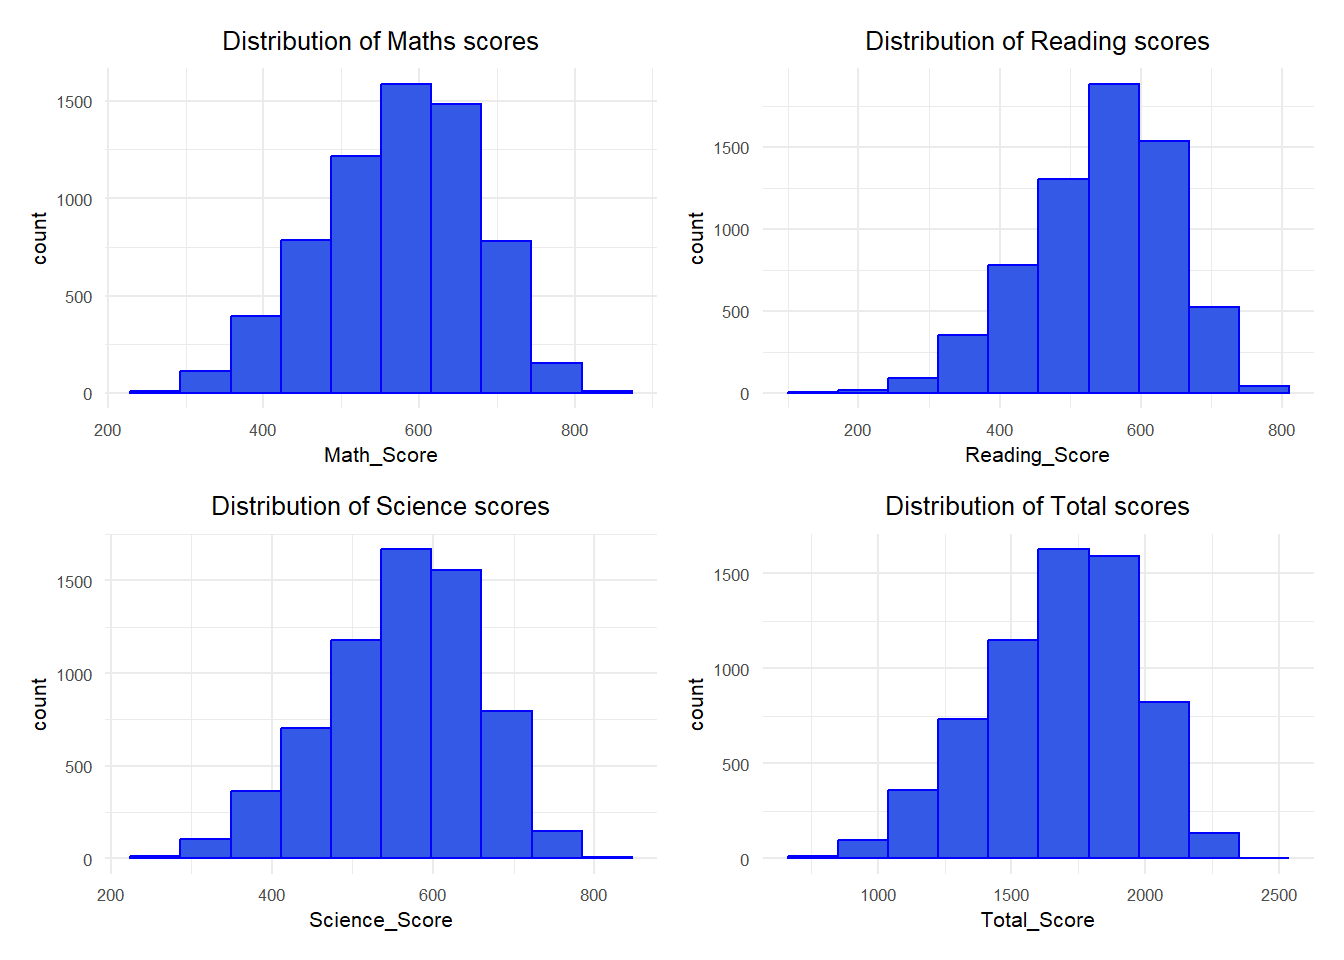 Distribution of Maths scores
1500
1000
500
0
count
200 400 600 800
Math_Score
Distribution of Reading scores
1500
1000
500
0
count
200 400 600 800
Reading_Score
Distribution of Science scores
1500
1000
500
0
count
200 400 600 800
Science_Score
Distribution of Total scores
1500
1000
500
0
count
1000 1500 2000 2500
Total_Score